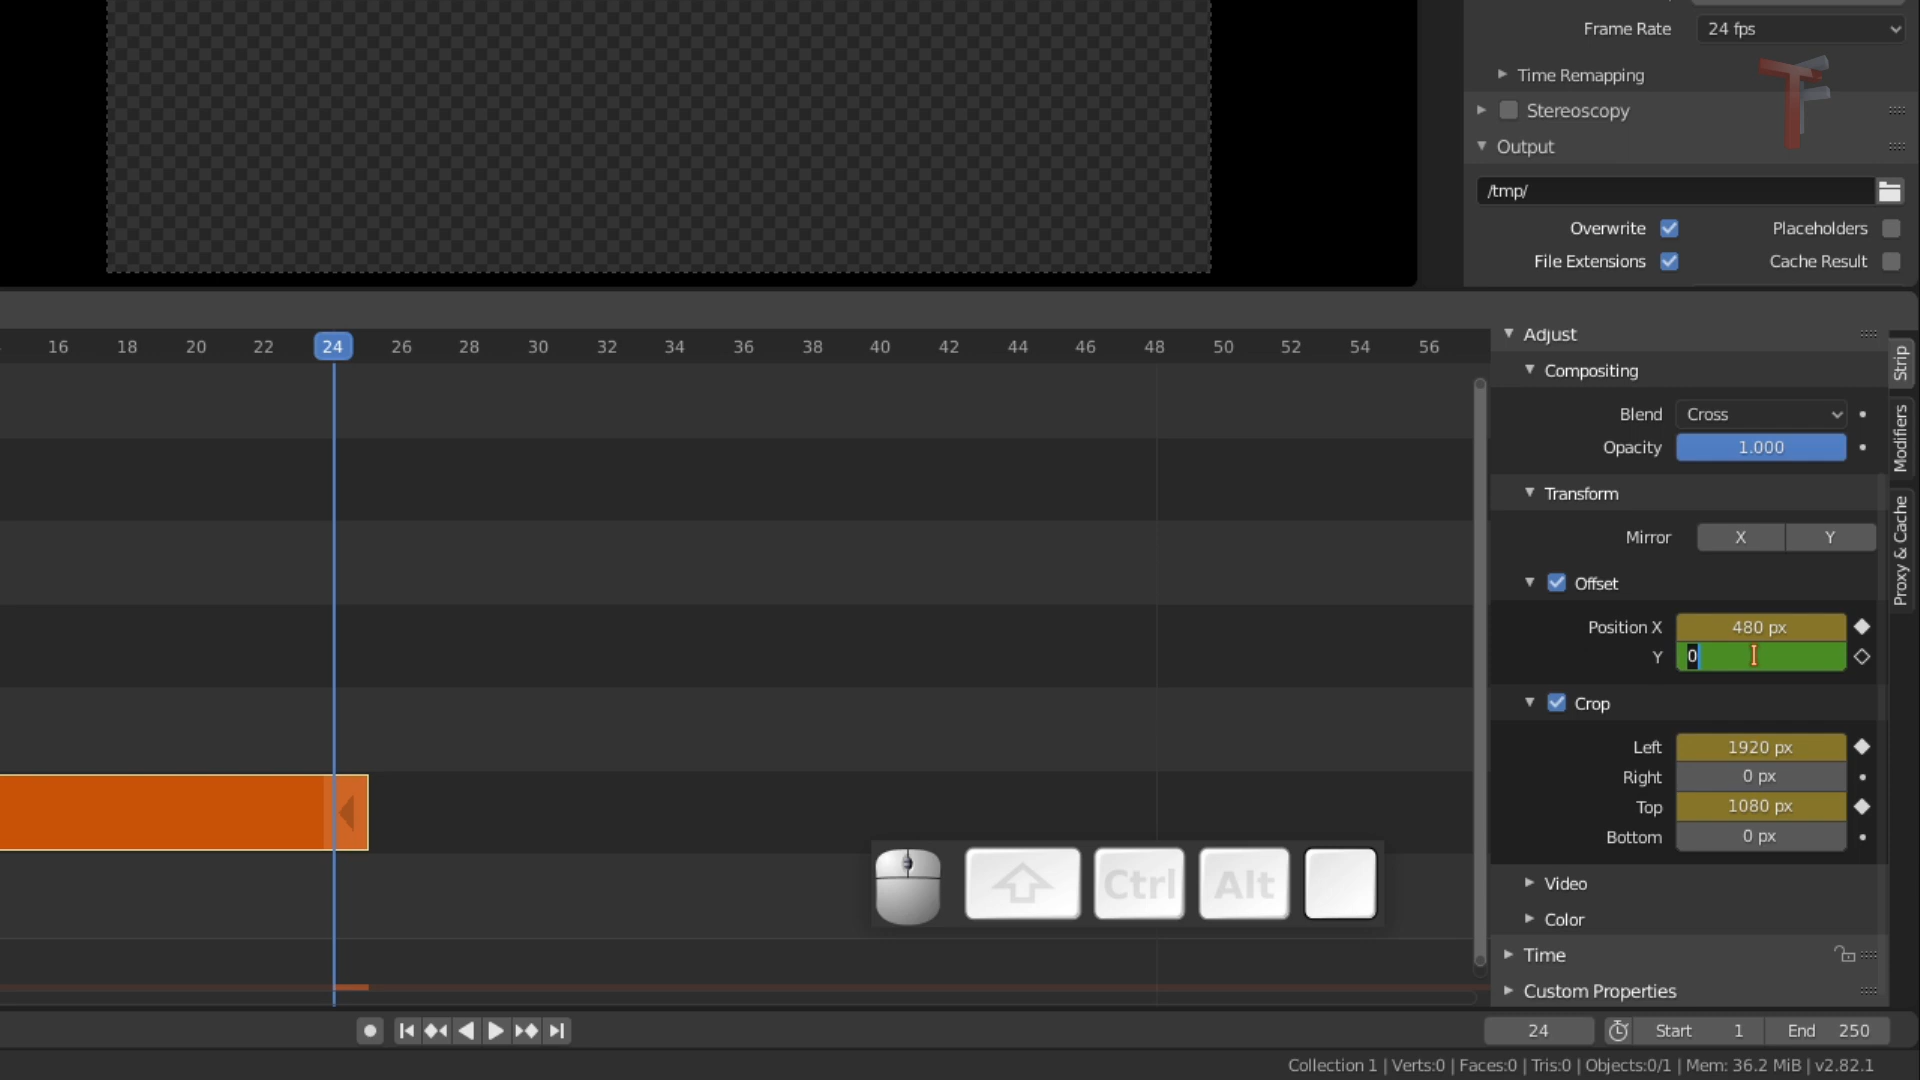 Frame Rate 24 fps
Time Remapping
Stereoscopy
Output
/tmp/
Overwrite Placeholders
File Extensions Cache Result
16 18 20 22 24 26 28 30 32 34 36 38 40 42 44 46 48 50 52 54 56
Adjust
Compositing
Blend Cross
Opacity 1.000
Transform
Mirror X Y
Offset
Position X 480 px
Y 0
Crop
Left 1920 px
Right 0 px
Top 1080 px
Bottom 0 px
Video
Color
Time
Custom Properties
Strip
Modifiers
Proxy & Cache
Ctrl Alt
24 Start 1 End 250
Collection 1 | Verts:0 | Faces:0 | Tris:0 | Objects:0/1 | Mem: 36.2 MiB | v2.82.1